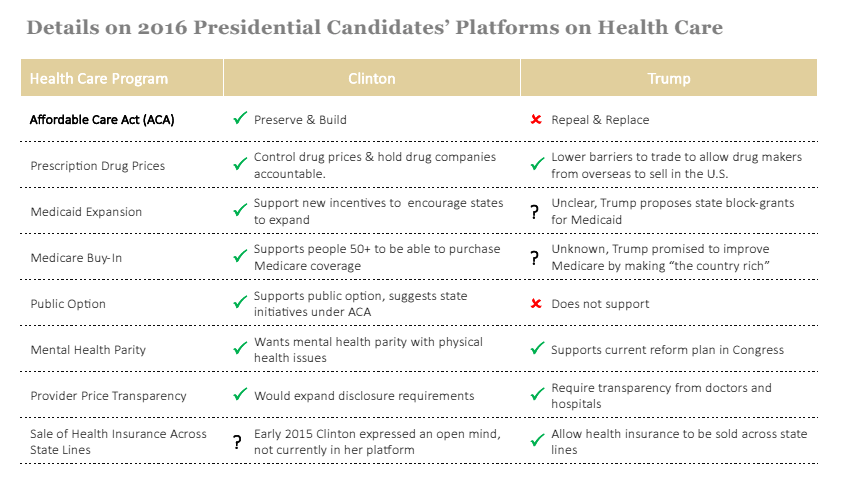 Details on 2016 Presidential Candidates' Platforms on Health Care
Health Care Program Clinton Trump
Affordable Care Act (ACA) ✓ Preserve & Build ✘ Repeal & Replace
Prescription Drug Prices ✓ Control drug prices & hold drug companies
accountable.
✓ Lower barriers to trade to allow drug makers
from overseas to sell in the U.S.
Medicaid Expansion ✓ Support new incentives to encourage states
to expand
? Unclear, Trump proposes state block-grants
for Medicaid
Medicare Buy-In ✓ Supports people 50+ to be able to purchase
Medicare coverage
? Unknown, Trump promised to improve
Medicare by making “the country rich”
Public Option ✓ Supports public option, suggests state
initiatives under ACA
✘ Does not support
Mental Health Parity ✓ Wants mental health parity with physical
health issues
✓ Supports current reform plan in Congress
Provider Price Transparency ✓ Would expand disclosure requirements
✓ Require transparency from doctors and
hospitals
Sale of Health Insurance Across
State Lines
? Early 2015 Clinton expressed an open mind,
not currently in her platform
✓ Allow health insurance to be sold across state
lines